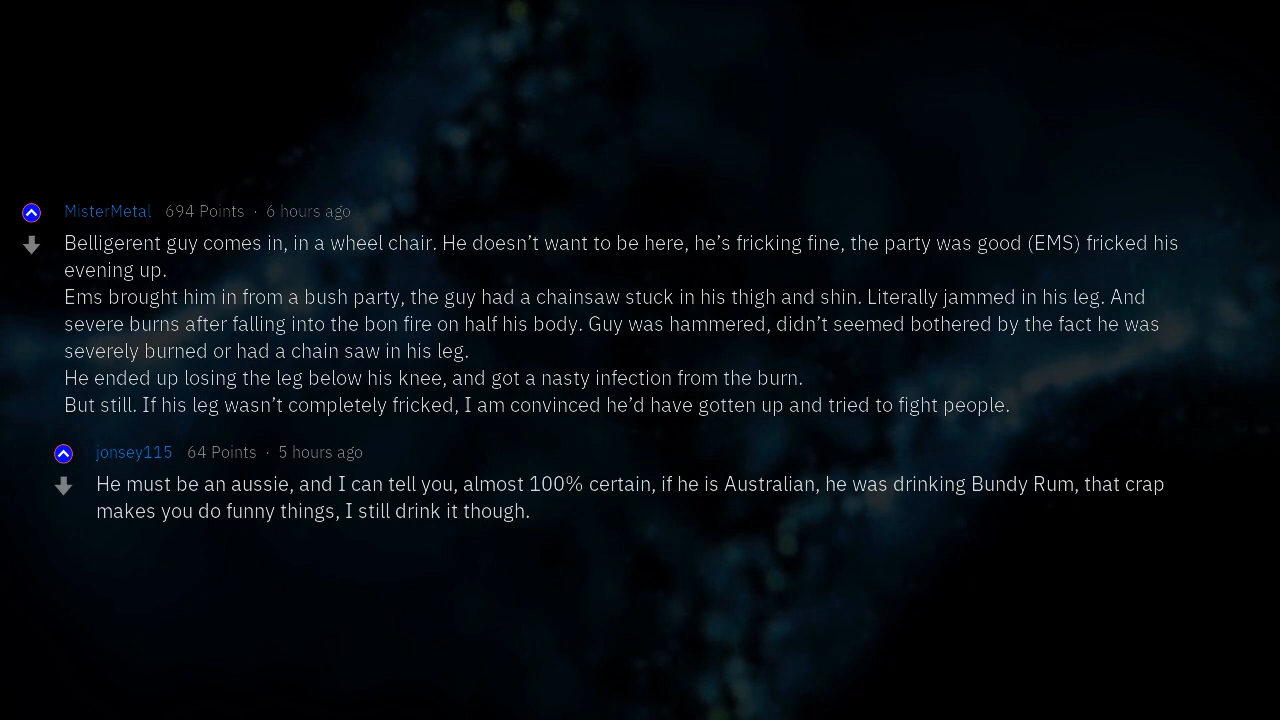 MisterMetal 694 Points · 6 hours ago
Belligerent guy comes in, in a wheel chair. He doesn’t want to be here, he’s fricking fine, the party was good (EMS) fricked his
evening up.
Ems brought him in from a bush party, the guy had a chainsaw stuck in his thigh and shin. Literally jammed in his leg. And
severe burns after falling into the bon fire on half his body. Guy was hammered, didn’t seemed bothered by the fact he was
severely burned or had a chain saw in his leg.
He ended up losing the leg below his knee, and got a nasty infection from the burn.
But still. If his leg wasn’t completely fricked, I am convinced he’d have gotten up and tried to fight people.
jonsey115 64 Points · 5 hours ago
He must be an aussie, and I can tell you, almost 100% certain, if he is Australian, he was drinking Bundy Rum, that crap
makes you do funny things, I still drink it though.